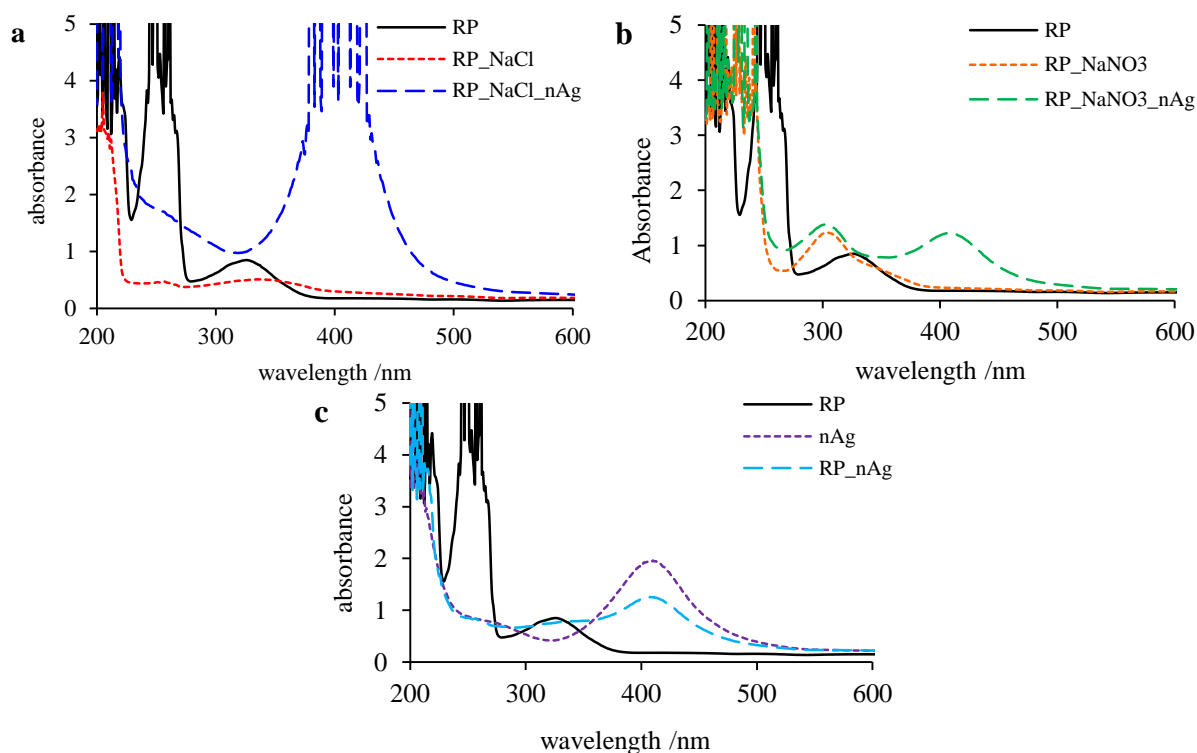 a
5
4
3
2
1
0
200 300 400 500 600
absorbance
wavelength /nm
RP
RP_NaCl
RP_NaCl_nAg
b
5
4
3
2
1
0
200 300 400 500 600
Absorbance
wavelength /nm
RP
RP_NaNO3
RP_NaNO3_nAg
c
5
4
3
2
1
0
200 300 400 500 600
absorbance
wavelength /nm
RP
nAg
RP_nAg